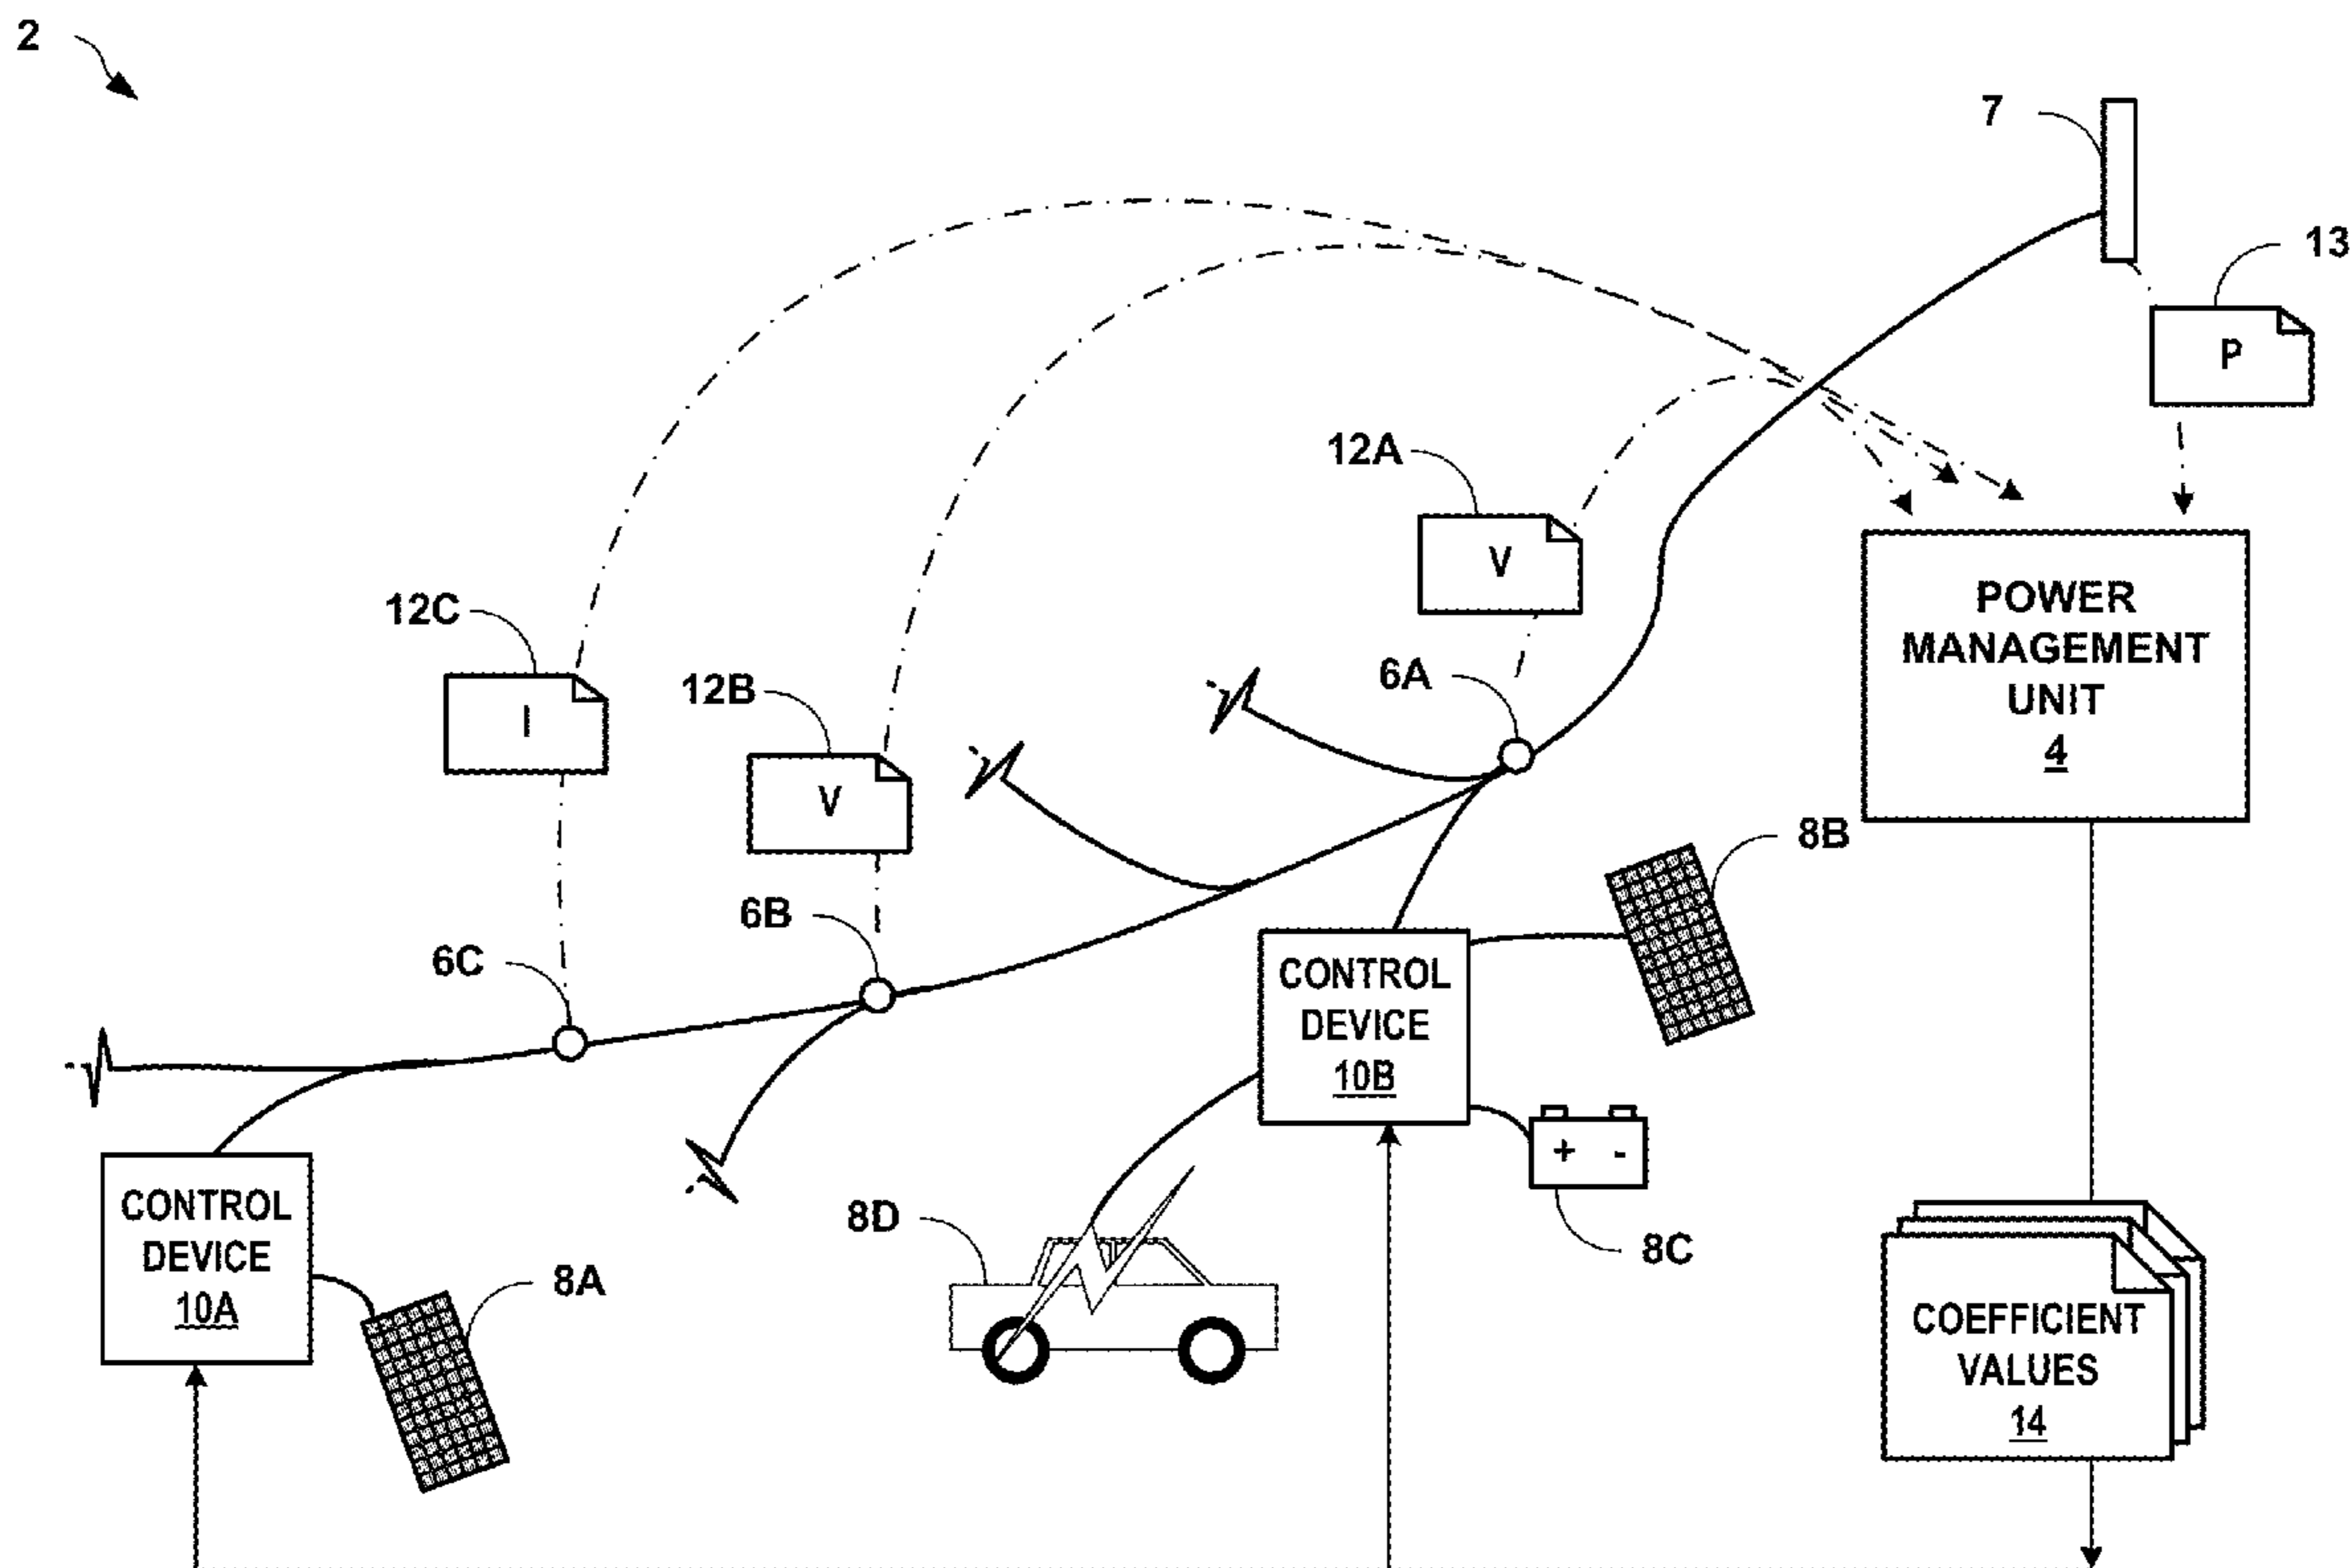 2
7
13
P
12A
V
12C
I
12B
V
6A
POWER
MANAGEMENT
UNIT
4
8B
6B
6C
CONTROL
DEVICE
10B
+ -
8C
CONTROL
DEVICE
10A
8A
8D
COEFFICIENT
VALUES
14